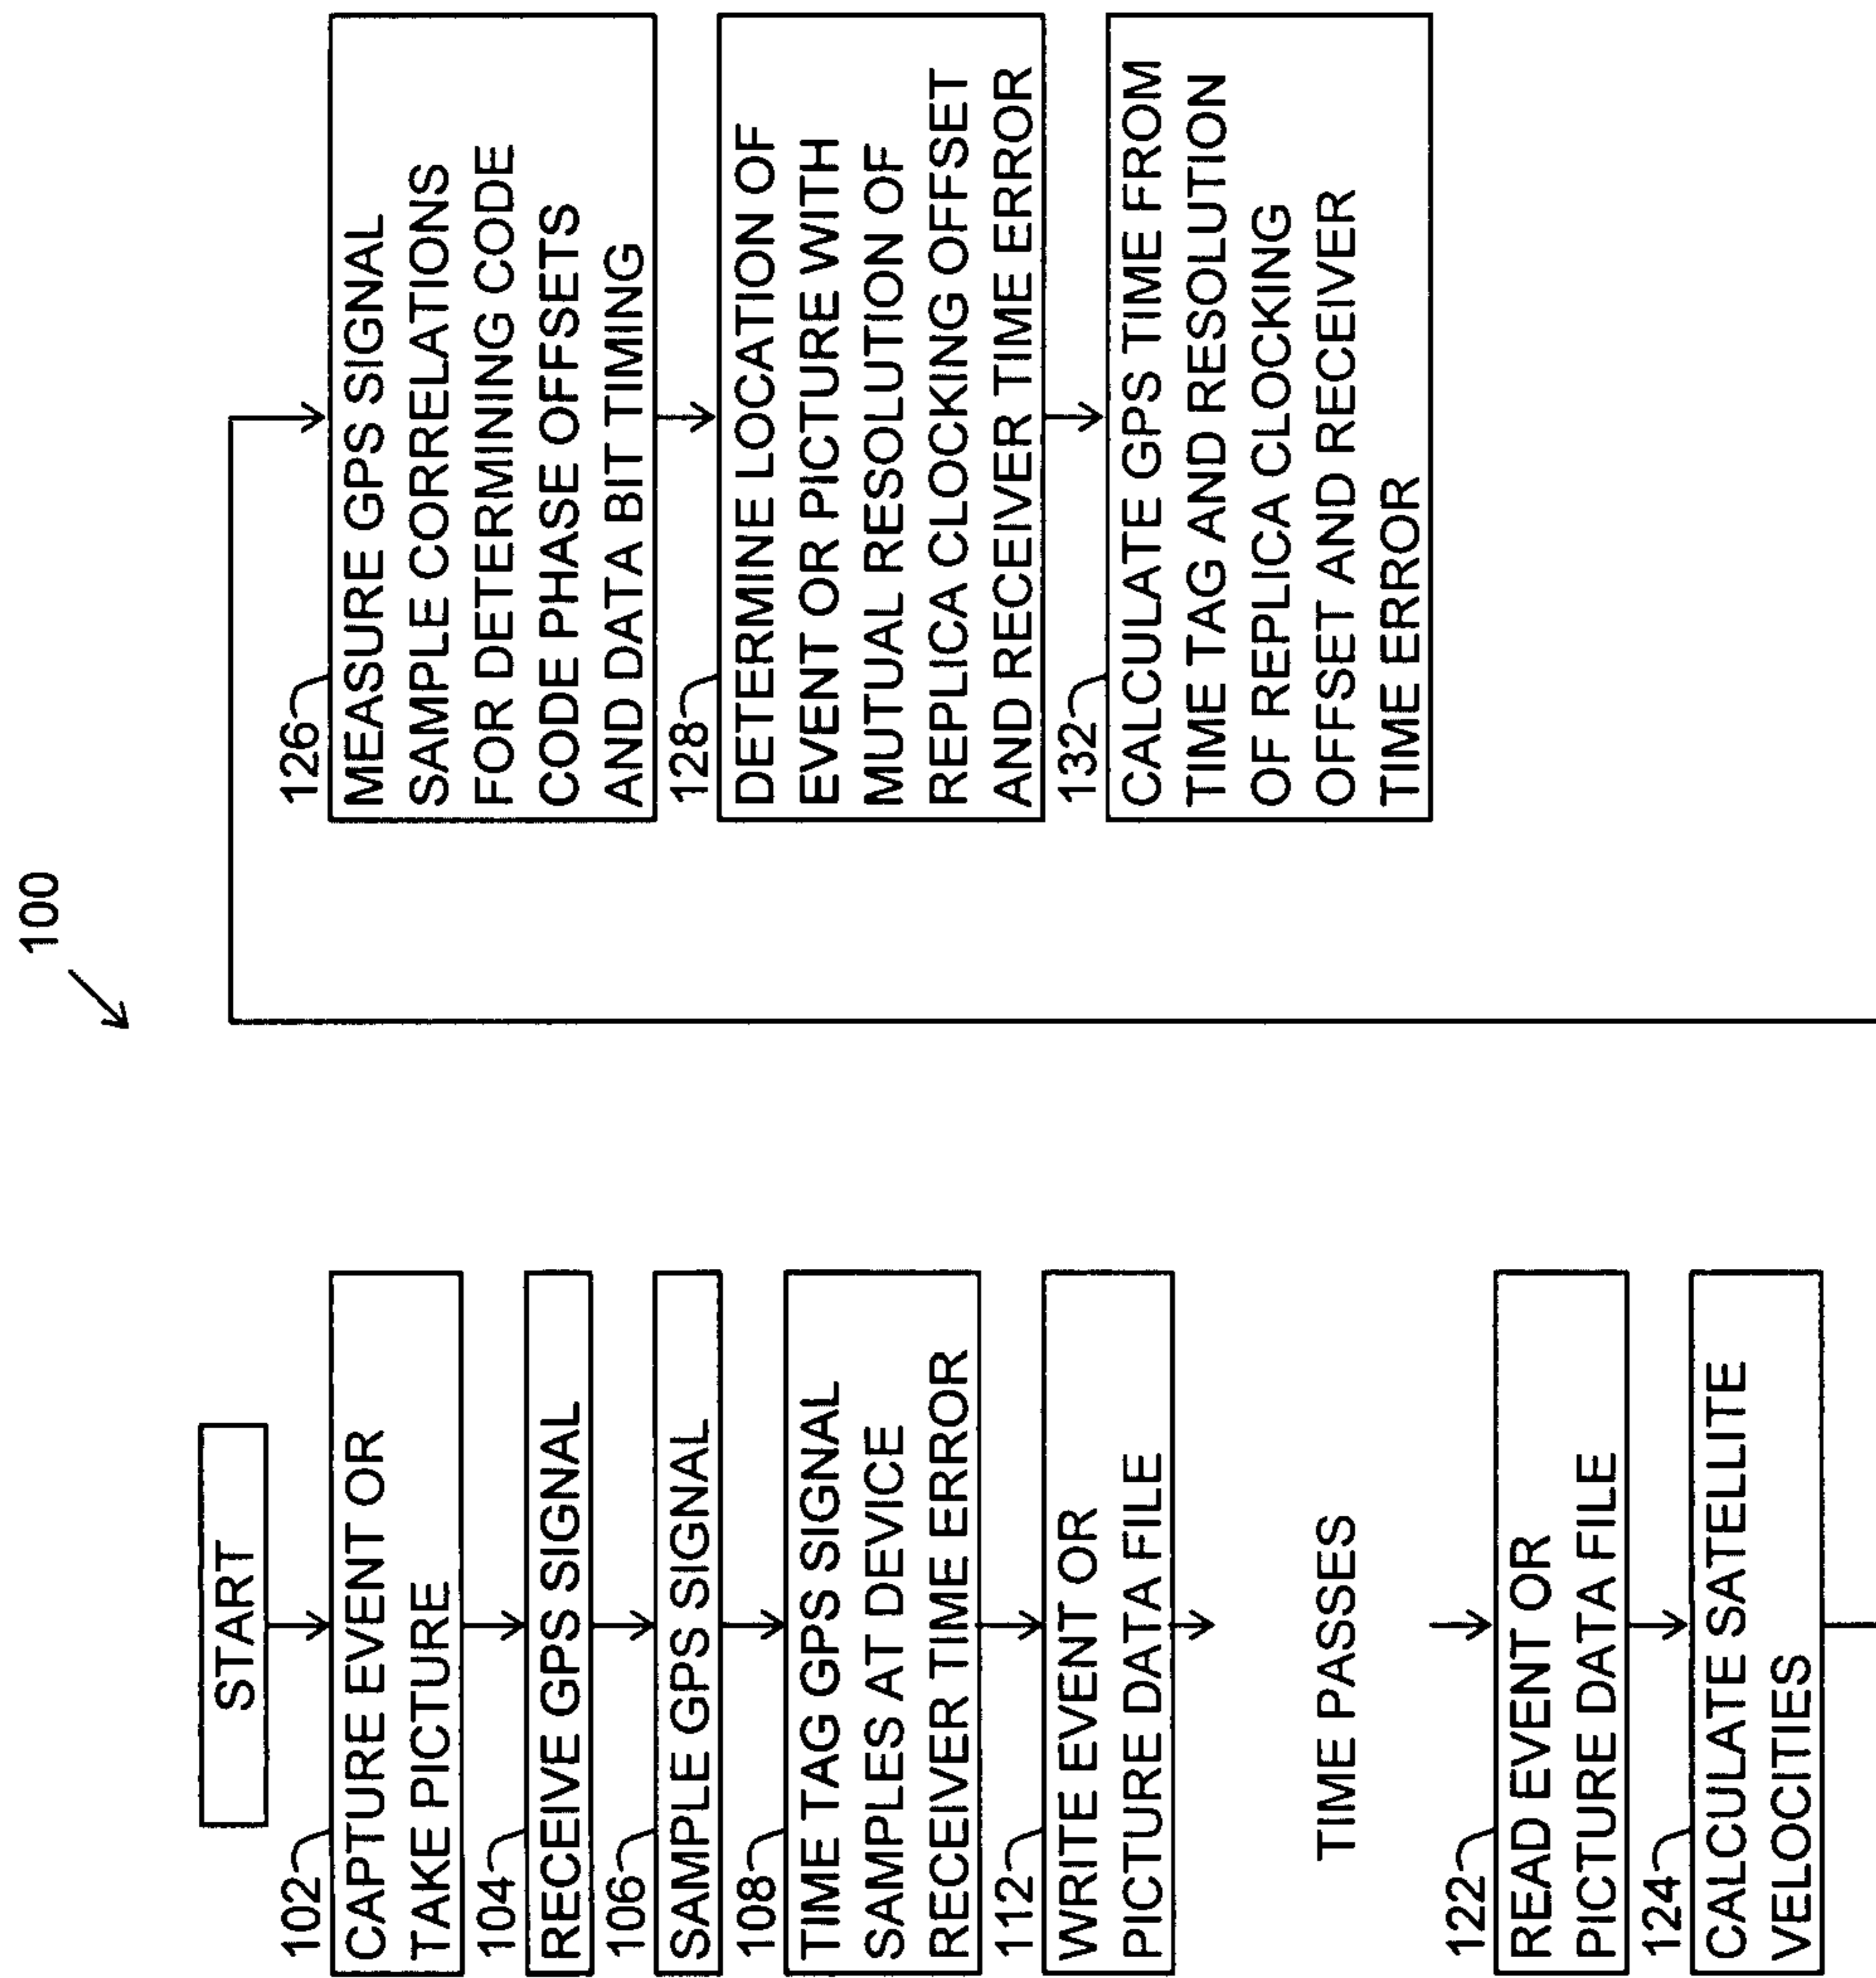 100
START
102
CAPTURE EVENT OR
TAKE PICTURE
104
RECEIVE GPS SIGNAL
106
SAMPLE GPS SIGNAL
108
TIME TAG GPS SIGNAL
SAMPLES AT DEVICE
RECEIVER TIME ERROR
112
WRITE EVENT OR
PICTURE DATA FILE
TIME PASSES
122
READ EVENT OR
PICTURE DATA FILE
124
CALCULATE SATELLITE
VELOCITIES
126
MEASURE GPS SIGNAL
SAMPLE CORRELATIONS
FOR DETERMINING CODE
CODE PHASE OFFSETS
AND DATA BIT TIMING
128
DETERMINE LOCATION OF
EVENT OR PICTURE WITH
MUTUAL RESOLUTION OF
REPLICA CLOCKING OFFSET
AND RECEIVER TIME ERROR
132
CALCULATE GPS TIME FROM
TIME TAG AND RESOLUTION
OF REPLICA CLOCKING
OFFSET AND RECEIVER
TIME ERROR